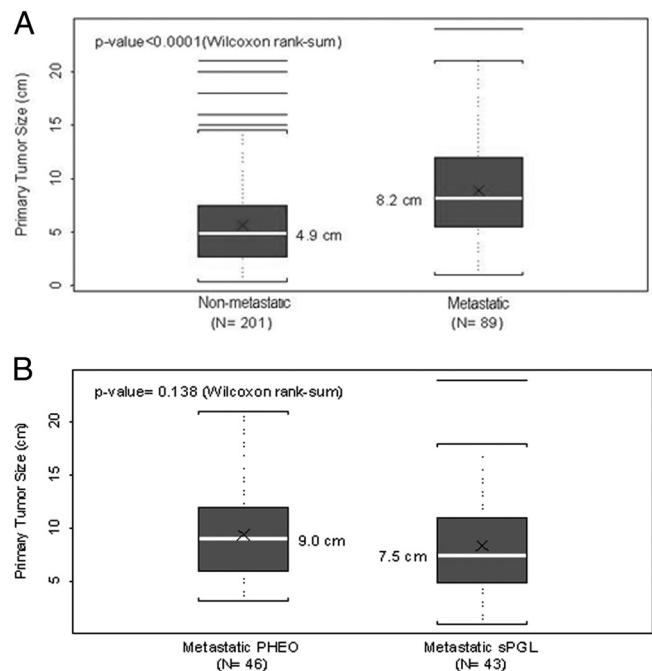 A
p-value<0.0001(Wilcoxon rank-sum)
Primary Tumor Size (cm)
20
15
10
5
0
4.9 cm
8.2 cm
Non-metastatic
(N= 201)
Metastatic
(N= 89)
B
p-value= 0.138 (Wilcoxon rank-sum)
Primary Tumor Size (cm)
20
15
10
5
9.0 cm
7.5 cm
Metastatic PHEO
(N= 46)
Metastatic sPGL
(N= 43)